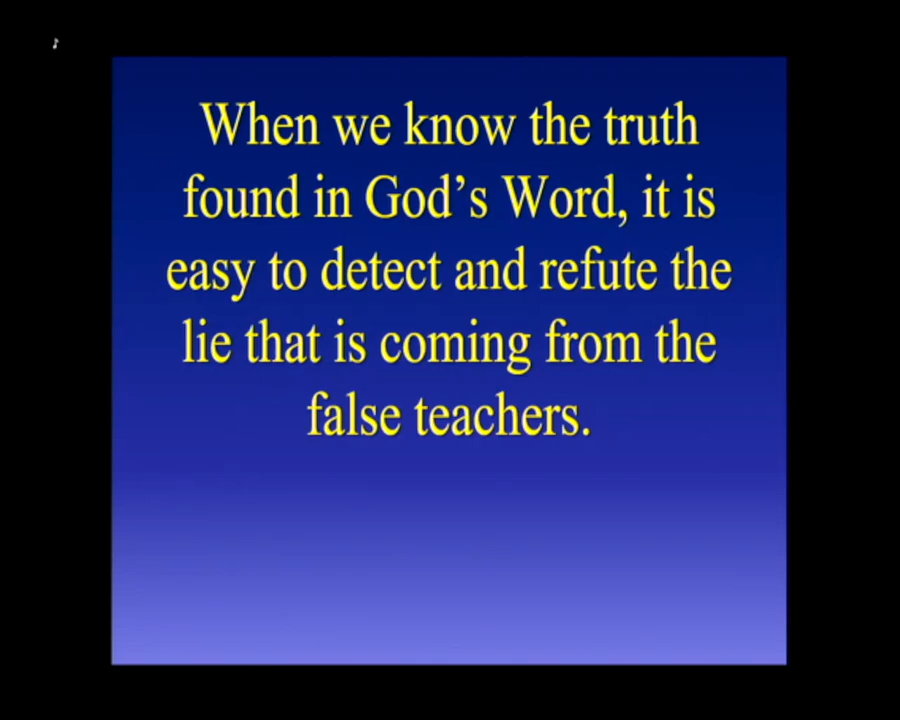 When we know the truth
found in God’s Word, it is
easy to detect and refute the
lie that is coming from the
false teachers.